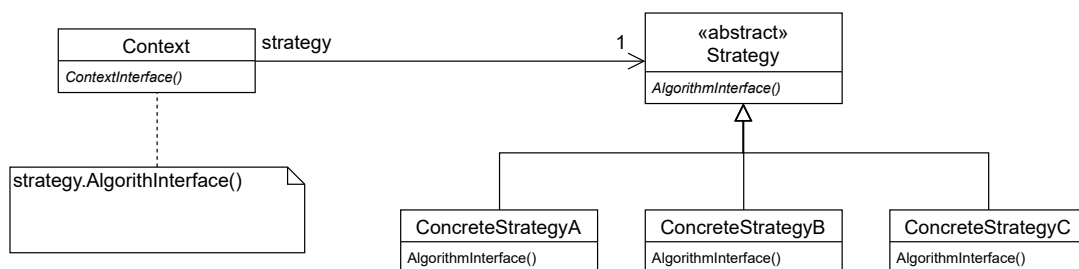 Context
ContextInterface()
strategy
1
«abstract»
Strategy
AlgorithmInterface()
strategy.AlgorithInterface()
ConcreteStrategyA
AlgorithmInterface()
ConcreteStrategyB
AlgorithmInterface()
ConcreteStrategyC
AlgorithmInterface()